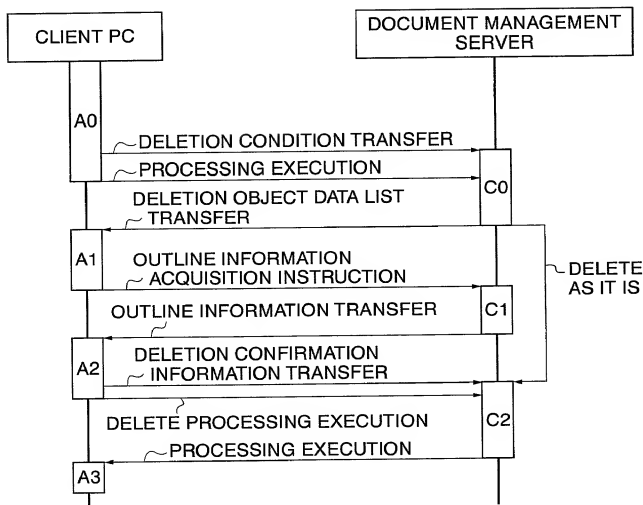 CLIENT PC
DOCUMENT MANAGEMENT
SERVER
A0
DELETION CONDITION TRANSFER
PROCESSING EXECUTION
C0
DELETION OBJECT DATA LIST
TRANSFER
A1
OUTLINE INFORMATION
ACQUISITION INSTRUCTION
DELETE
AS IT IS
C1
OUTLINE INFORMATION TRANSFER
A2
DELETION CONFIRMATION
INFORMATION TRANSFER
DELETE PROCESSING EXECUTION
C2
PROCESSING EXECUTION
A3